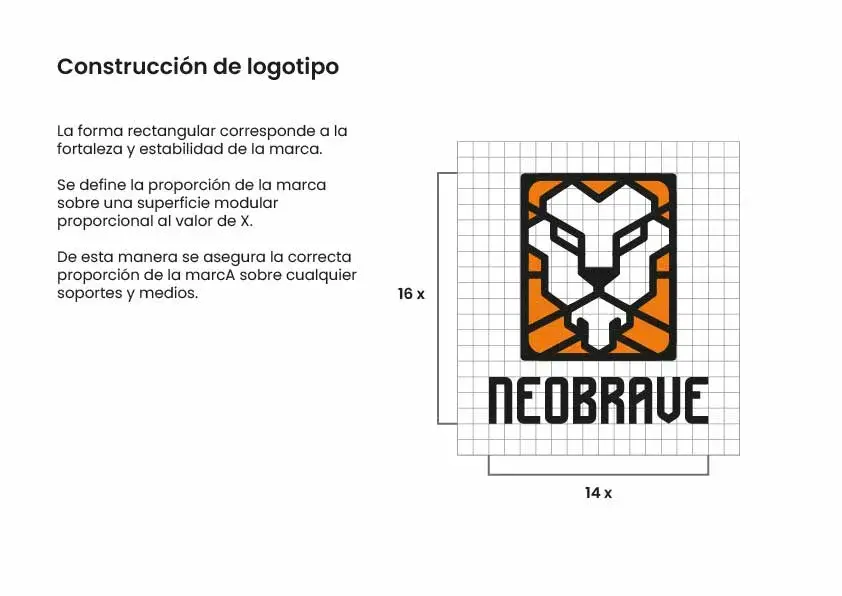 Construcción de logotipo
La forma rectangular corresponde a la
fortaleza y estabilidad de la marca.
Se define la proporción de la marca
sobre una superficie modular
proporcional al valor de X.
De esta manera se asegura la correcta
proporción de la marcA sobre cualquier
soportes y medios.
16 x
NEOBRAVE
14 x